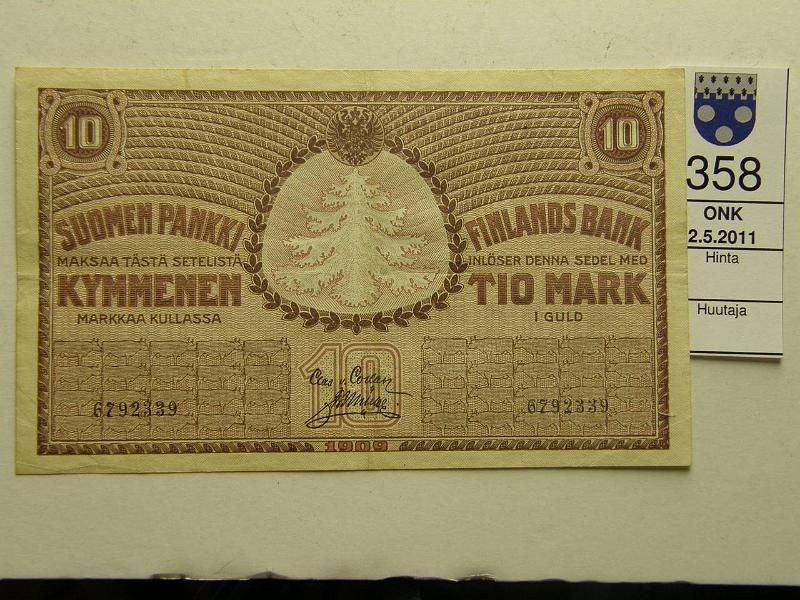 10
10
SUOMEN PANKKI
MAKSAA TÄSTÄ SETELISTÄ
KYMMENEN
MARKKAA KULLASSA
FINLANDS BANK
INLÖSER DENNA SEDEL MED
TIO MARK
I GULD
10
6792339
6792339
1909
358
ONK
2.5.2011
Hinta
Huutaja